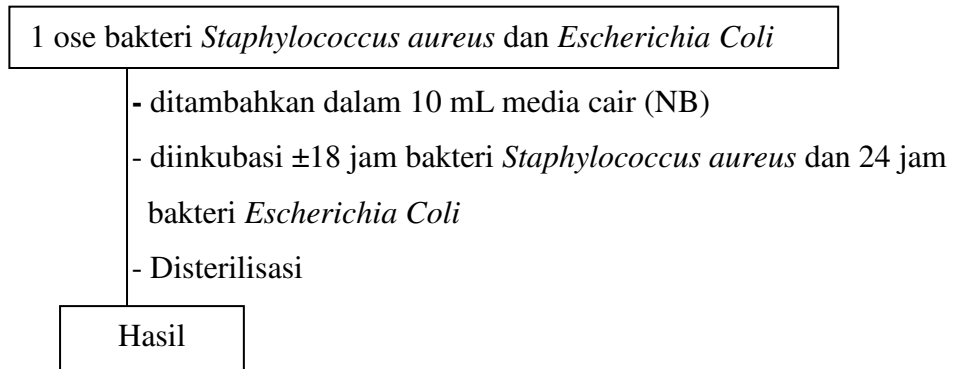 1 ose bakteri Staphylococcus aureus dan Escherichia Coli
- ditambahkan dalam 10 mL media cair (NB)
- diinkubasi ±18 jam bakteri Staphylococcus aureus dan 24 jam
bakteri Escherichia Coli
- Disterilisasi
Hasil